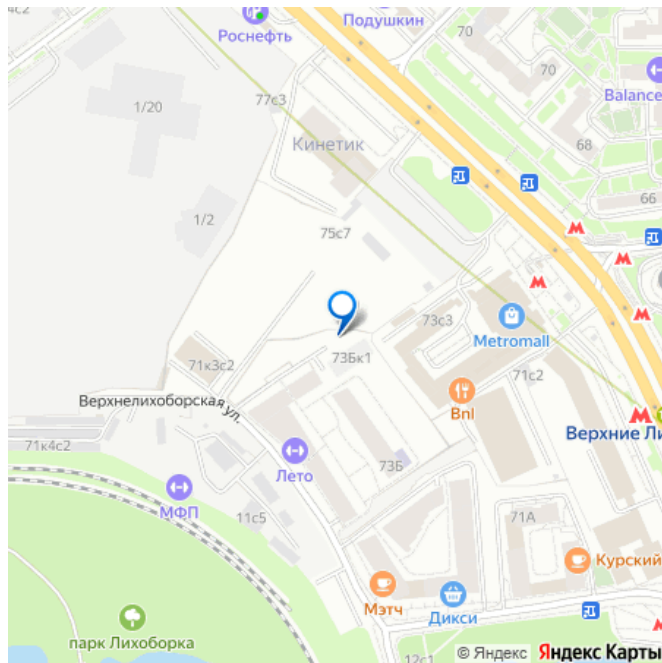 4с2
Роснефть
Подушкин
70
70
Balance
1/20
77с3
Кинетик
68
66
1/2
75с7
73с3
Metromall
71к3с2
73Бк1
71с2
Верхнелихоборская ул.
Bnl
Верхние Ли
71к4с2
Лето
73Б
МФП
11с5
71А
Курский
Мэтч
Дикси
парк Лихоборка
12с1
© Яндекс Яндекс Карты